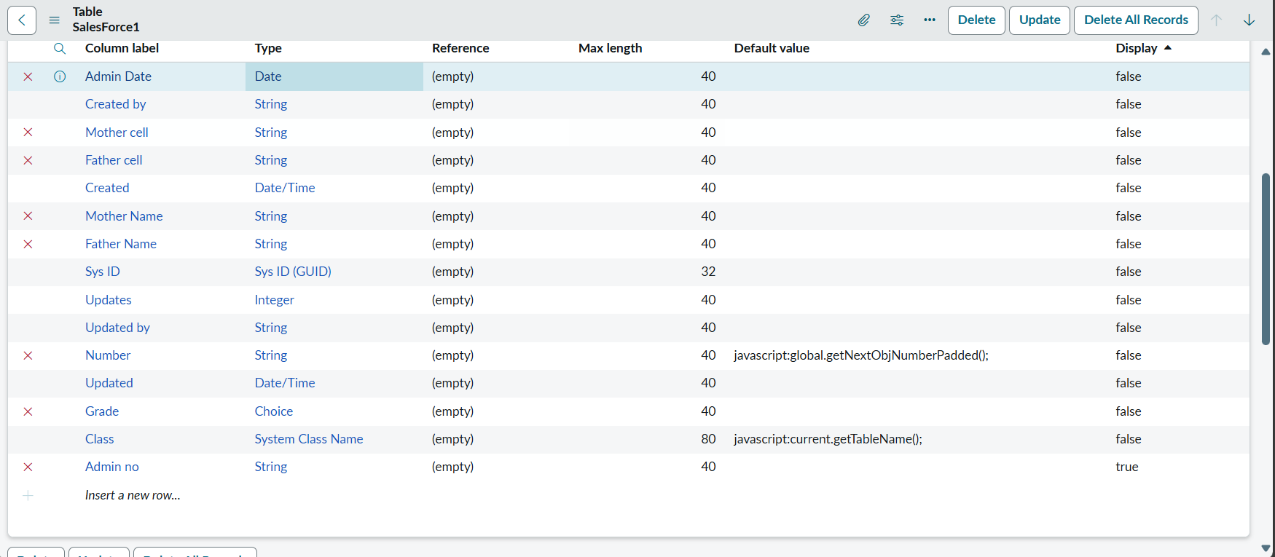 Table
SalesForce1
Delete Update Delete All Records
Column label Type Reference Max length Default value Display
Admin Date Date (empty) 40 false
Created by String (empty) 40 false
Mother cell String (empty) 40 false
Father cell String (empty) 40 false
Created Date/Time (empty) 40 false
Mother Name String (empty) 40 false
Father Name String (empty) 40 false
Sys ID Sys ID (GUID) (empty) 32 false
Updates Integer (empty) 40 false
Updated by String (empty) 40 false
Number String (empty) 40 javascript:global.getNextObjNumberPadded(); false
Updated Date/Time (empty) 40 false
Grade Choice (empty) 40 false
Class System Class Name (empty) 80 javascript:current.getTableName(); false
Admin no String (empty) 40 true
Insert a new row...